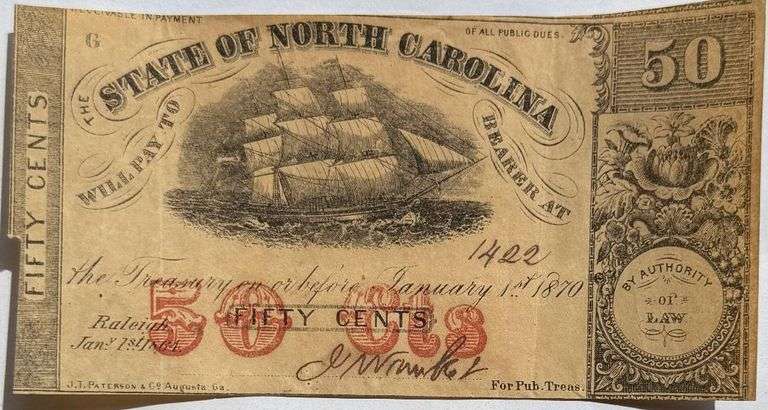 RECEIVABLE IN PAYMENT OF ALL PUBLIC DUES.
G
THE STATE OF NORTH CAROLINA
50
WILL PAY TO BEARER AT
FIFTY CENTS
1422
the Treasury on or before January 1st 1870
BY AUTHORITY
OF
LAW
50 Cts
FIFTY CENTS
Raleigh
Jany. 1st 1864.
J.T. PATERSON & Co Augusta Ga.
For Pub. Treas.